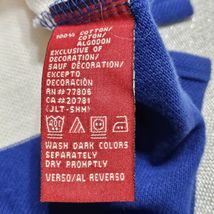 100% COTTON/
COTON/
ALGODON
EXCLUSIVE OF
DECORATION/
SAUF DÉCORATION/
EXCEPTO
DECORACIÓN
RN #77806
CA #20781
(JLT-SHH)
WASH DARK COLORS
SEPARATELY
DRY PROMPTLY
VERSO/AL REVERSO